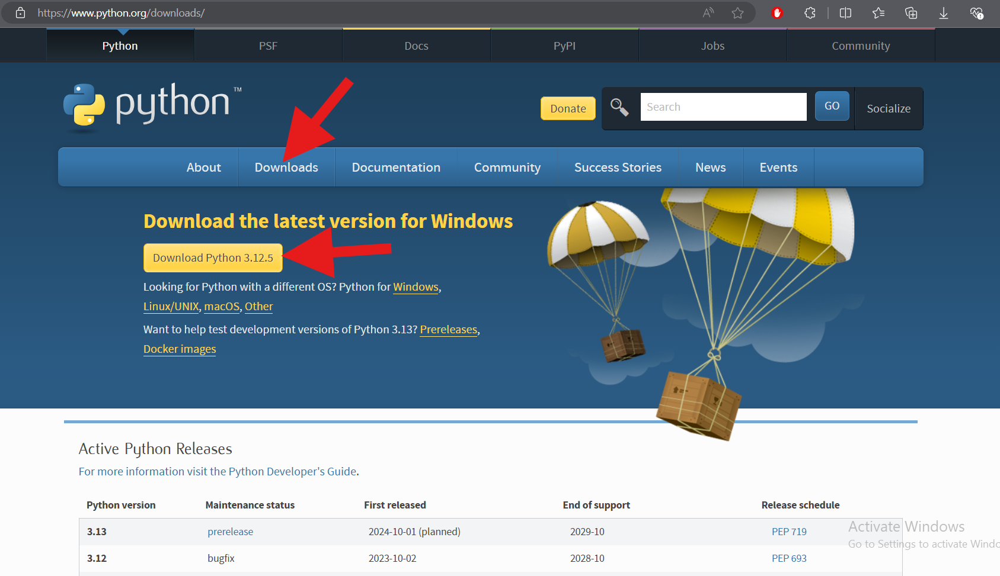 https://www.python.org/downloads/
Python PSF Docs PyPI Jobs Community
python™
Donate Search GO Socialize
About Downloads Documentation Community Success Stories News Events
Download the latest version for Windows
Download Python 3.12.5
Looking for Python with a different OS? Python for Windows,
Linux/UNIX, macOS, Other
Want to help test development versions of Python 3.13? Prereleases,
Docker images
Active Python Releases
For more information visit the Python Developer's Guide.
Python version Maintenance status First released End of support Release schedule
3.13 prerelease 2024-10-01 (planned) 2029-10 PEP 719
3.12 bugfix 2023-10-02 2028-10 PEP 693
Activate Windows
Go to Settings to activate Windo